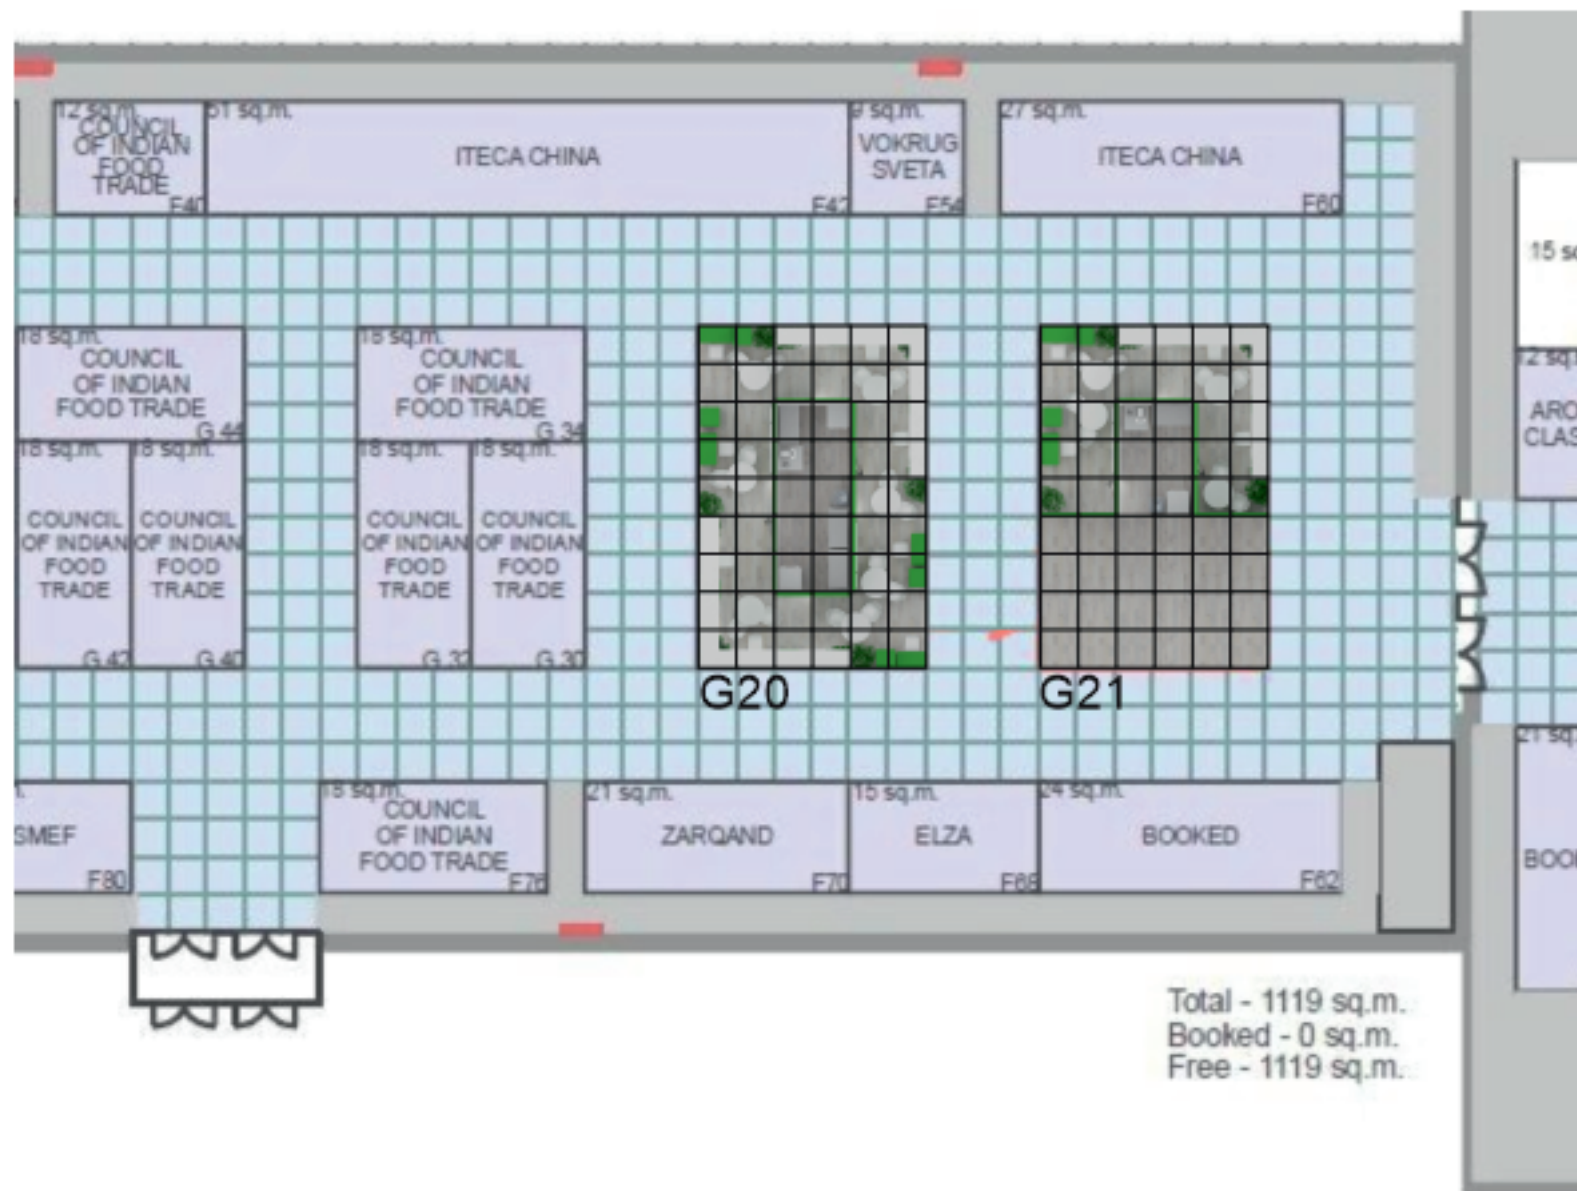 12 sq.m.
COUNCIL
OF INDIAN
FOOD
TRADE
F40
51 sq.m.
ITECA CHINA
F42
9 sq.m.
VOKRUG
SVETA
F54
27 sq.m.
ITECA CHINA
F60
15
18 sq.m.
COUNCIL
OF INDIAN
FOOD TRADE
G 44
18 sq.m.
COUNCIL
OF INDIAN
FOOD TRADE
G 34
18 sq.m.
COUNCIL
OF INDIAN
FOOD
TRADE
G 42
18 sq.m.
COUNCIL
OF INDIAN
FOOD
TRADE
G 40
18 sq.m.
COUNCIL
OF INDIAN
FOOD
TRADE
G 32
18 sq.m.
COUNCIL
OF INDIAN
FOOD
TRADE
G 30
G20
G21
12 sq.
ARO
CLAS
SMEF
F80
18 sq.m.
COUNCIL
OF INDIAN
FOOD TRADE
F76
21 sq.m.
ZARQAND
F70
15 sq.m.
ELZA
F68
24 sq.m.
BOOKED
F62
21 sq.
BOO
Total - 1119 sq.m.
Booked - 0 sq.m.
Free - 1119 sq.m.